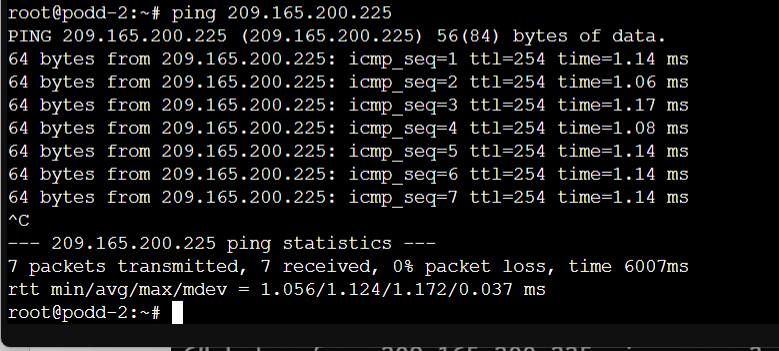 root@podd-2:~# ping 209.165.200.225
PING 209.165.200.225 (209.165.200.225) 56(84) bytes of data.
64 bytes from 209.165.200.225: icmp_seq=1 ttl=254 time=1.14 ms
64 bytes from 209.165.200.225: icmp_seq=2 ttl=254 time=1.06 ms
64 bytes from 209.165.200.225: icmp_seq=3 ttl=254 time=1.17 ms
64 bytes from 209.165.200.225: icmp_seq=4 ttl=254 time=1.08 ms
64 bytes from 209.165.200.225: icmp_seq=5 ttl=254 time=1.14 ms
64 bytes from 209.165.200.225: icmp_seq=6 ttl=254 time=1.14 ms
64 bytes from 209.165.200.225: icmp_seq=7 ttl=254 time=1.14 ms
^C
--- 209.165.200.225 ping statistics ---
7 packets transmitted, 7 received, 0% packet loss, time 6007ms
rtt min/avg/max/mdev = 1.056/1.124/1.172/0.037 ms
root@podd-2:~#